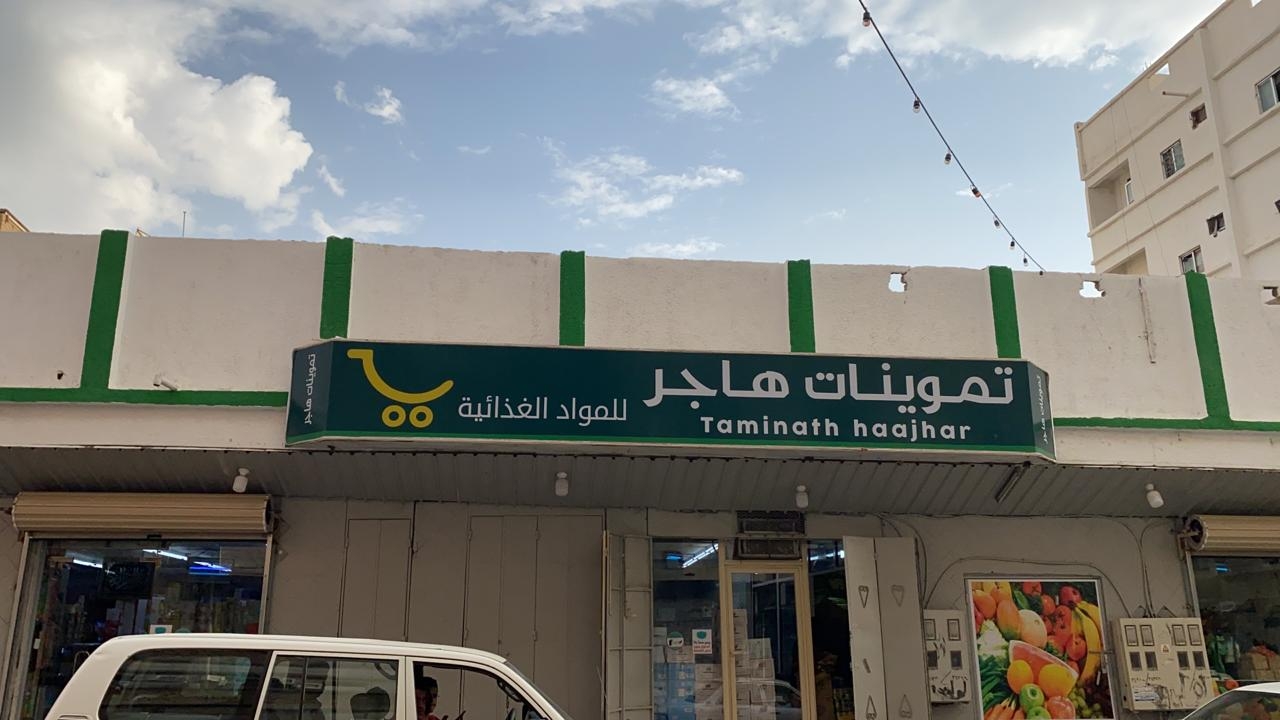 تموينات هاجر
للمواد الغذائية
Taminath haajhar
تموينات هاجر
تموينات هاجر